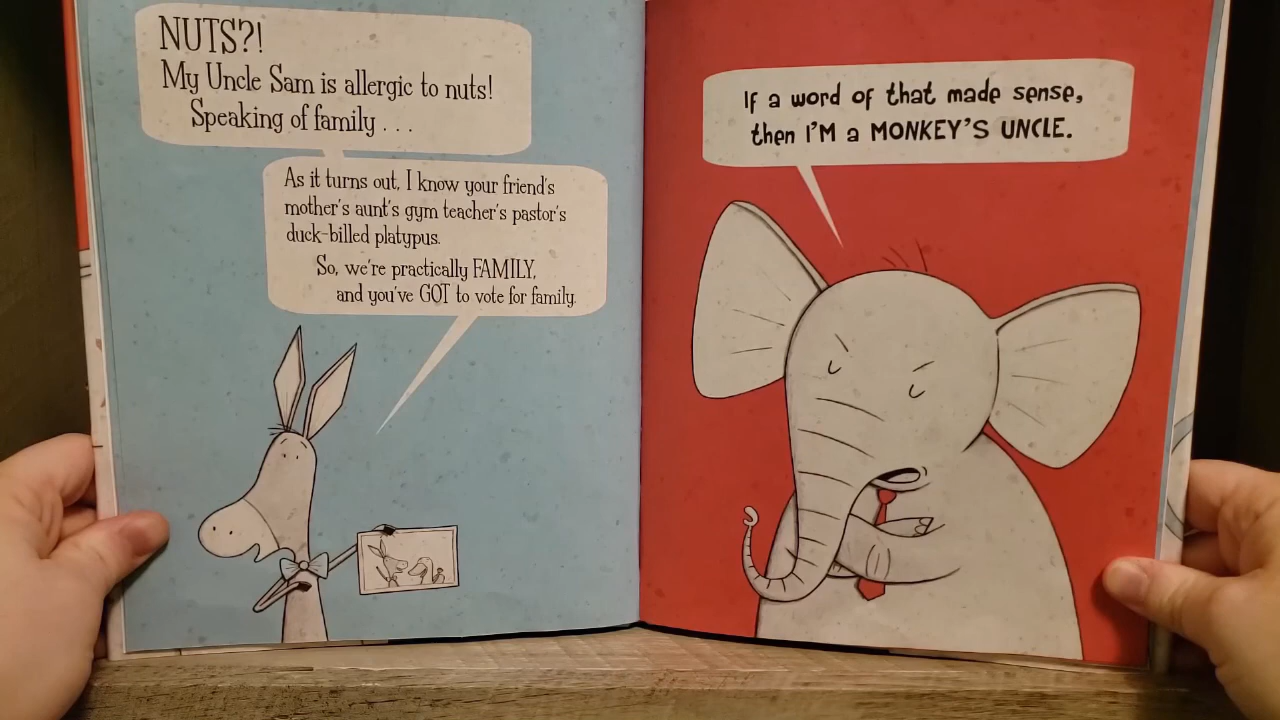 NUTS?!
My Uncle Sam is allergic to nuts!
Speaking of family . . .
As it turns out, I know your friend's
mother's aunt's gym teacher's pastor's
duck-billed platypus.
So, we're practically FAMILY,
and you've GOT to vote for family.
If a word of that made sense,
then I'M a MONKEY'S UNCLE.